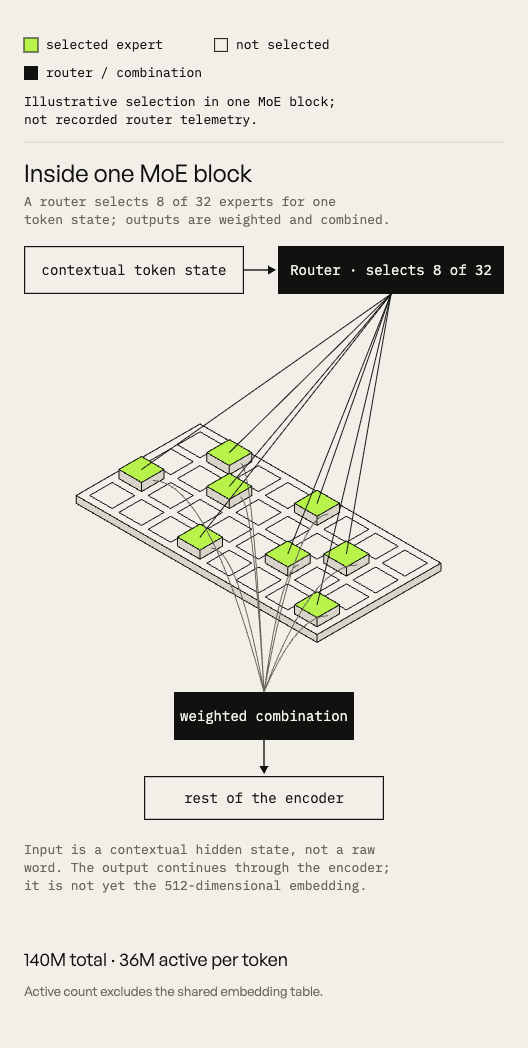 selected expert
not selected
router / combination
Illustrative selection in one MoE block;
not recorded router telemetry.
Inside one MoE block
A router selects 8 of 32 experts for one
token state; outputs are weighted and combined.
contextual token state
Router · selects 8 of 32
weighted combination
rest of the encoder
Input is a contextual hidden state, not a raw
word. The output continues through the encoder;
it is not yet the 512-dimensional embedding.
140M total · 36M active per token
Active count excludes the shared embedding table.